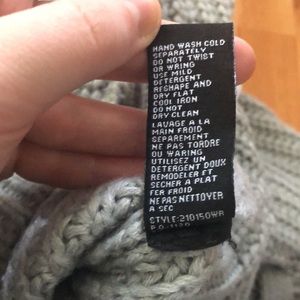 HAND WASH COLD
SEPARATELY
DO NOT TWIST
OR WRING
USE MILD
DETERGENT
RESHAPE AND
DRY FLAT
COOL IRON
DO NOT
DRY CLEAN
LAVAGE A LA
MAIN FROID
SEPAREMENT
NE PAS TORDRE
OU WARING
UTILISEZ UN
DETERGENT DOUX
REMODELER ET
SECHER A PLAT
FER FROID
NE PAS NETTOYER
A SEC
STYLE:210150WR